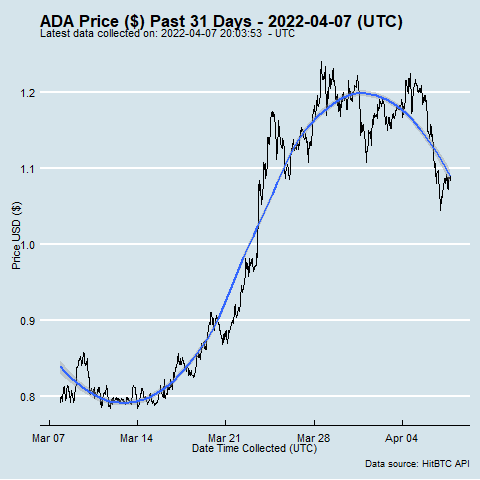 ADA Price ($) Past 31 Days - 2022-04-07 (UTC)
Latest data collected on: 2022-04-07 20:03:53 - UTC
1.2
1.1
1.0
0.9
0.8
Price USD ($)
Mar 07 Mar 14 Mar 21 Mar 28 Apr 04
Date Time Collected (UTC)
Data source: HitBTC API